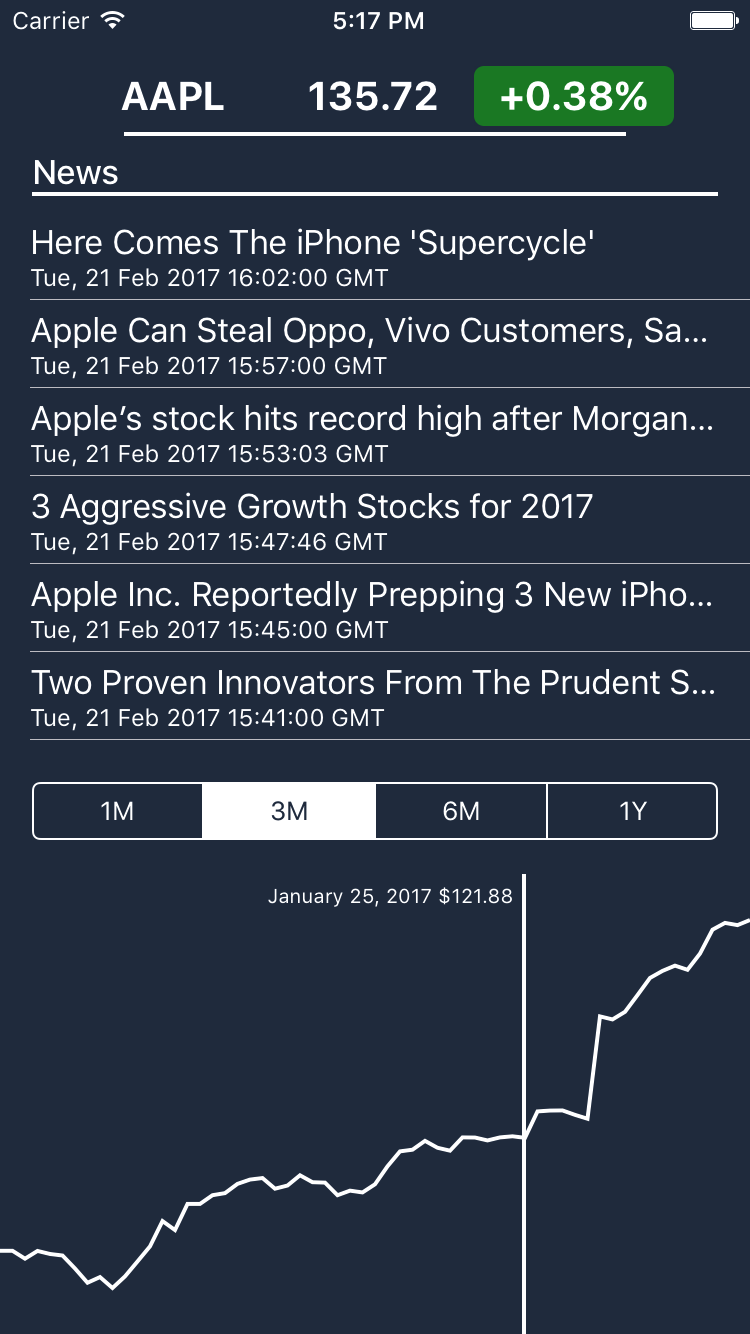 Carrier 5:17 PM
AAPL 135.72 +0.38%
News
Here Comes The iPhone 'Supercycle'
Tue, 21 Feb 2017 16:02:00 GMT
Apple Can Steal Oppo, Vivo Customers, Sa...
Tue, 21 Feb 2017 15:57:00 GMT
Apple’s stock hits record high after Morgan...
Tue, 21 Feb 2017 15:53:03 GMT
3 Aggressive Growth Stocks for 2017
Tue, 21 Feb 2017 15:47:46 GMT
Apple Inc. Reportedly Prepping 3 New iPho...
Tue, 21 Feb 2017 15:45:00 GMT
Two Proven Innovators From The Prudent S...
Tue, 21 Feb 2017 15:41:00 GMT
1M 3M 6M 1Y
January 25, 2017 $121.88